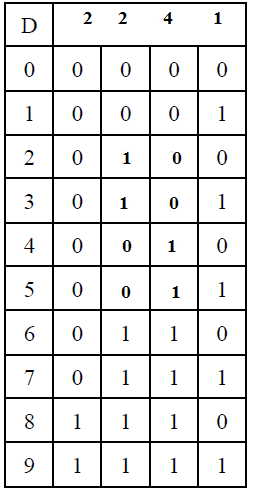 D 2 2 4 1
0 0 0 0 0
1 0 0 0 1
2 0 1 0 0
3 0 1 0 1
4 0 0 1 0
5 0 0 1 1
6 0 1 1 0
7 0 1 1 1
8 1 1 1 0
9 1 1 1 1